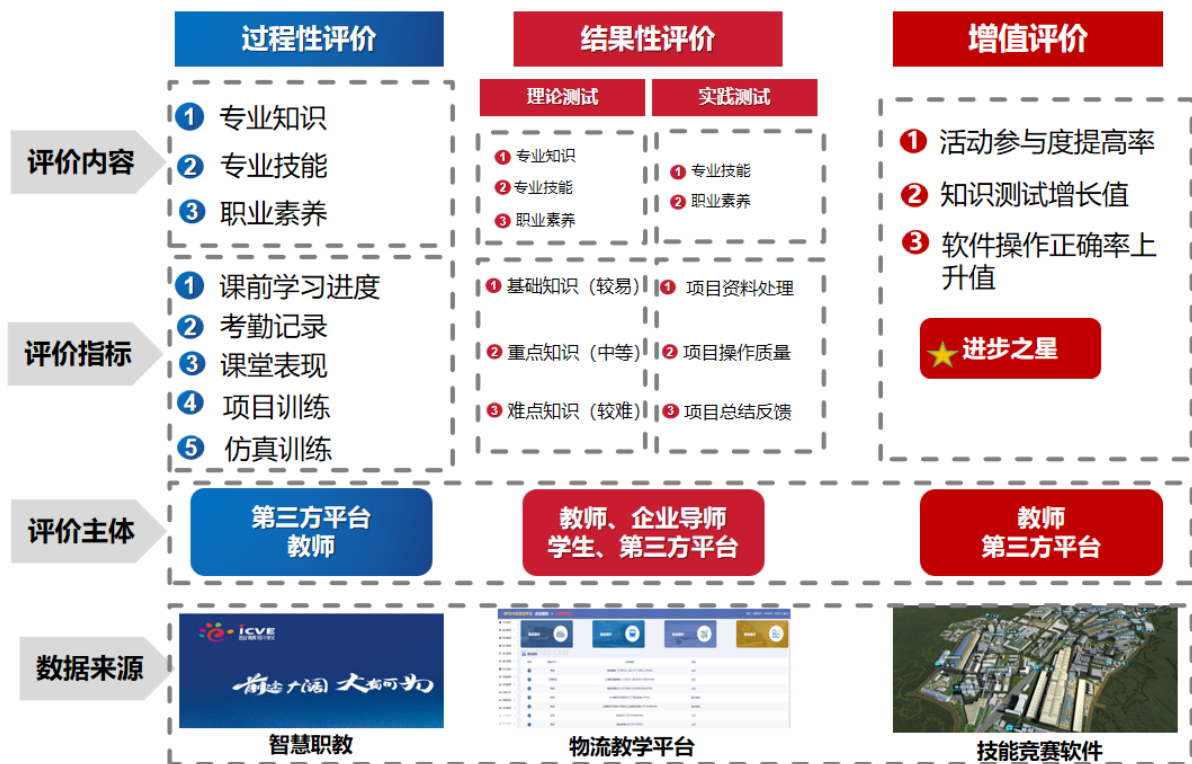 过程性评价
结果性评价
增值评价
理论测试
实践测试
评价内容
1 专业知识
2 专业技能
3 职业素养
1 专业知识
2 专业技能
3 职业素养
1 专业技能
2 职业素养
1 活动参与度提高率
2 知识测试增长值
3 软件操作正确率上
升值
进步之星
评价指标
1 课前学习进度
2 考勤记录
3 课堂表现
4 项目训练
5 仿真训练
1 基础知识（较易）
2 重点知识（中等）
3 难点知识（较难）
1 项目资料处理
2 项目操作质量
3 项目总结反馈
评价主体
第三方平台
教师
教师、企业导师
学生、第三方平台
教师
第三方平台
数据来源
icve
前途广阔 大有可为
智慧职教
物流教学平台
技能竞赛软件